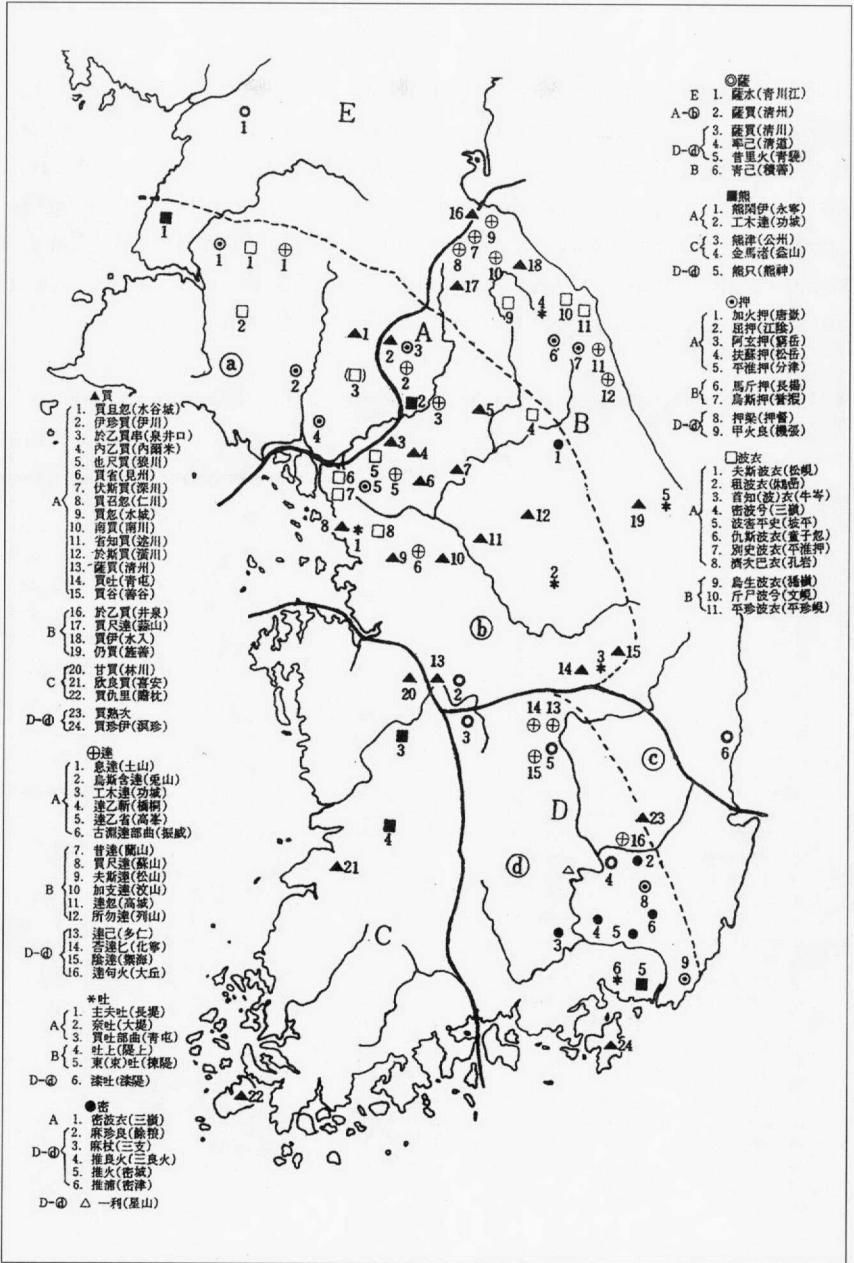 ◎薩
E 1. 薩水(青川江)
A-ⓑ 2. 薩買(清州)
D-ⓓ 3. 薩買(清川)
4. 率己(清道)
5. 昔里火(青驍)
B 6. 青己(積善)
■熊
A 1. 熊閑伊(永寧)
2. 工木達(功城)
C 3. 熊津(公州)
4. 金馬渚(益山)
D-ⓓ 5. 熊只(熊神)
⊙押
A 1. 加火押(唐嶽)
2. 屈押(江陰)
3. 阿玄押(窮岳)
4. 扶蘇押(松岳)
5. 平淮押(分津)
B 6. 馬斤押(長楊)
7. 烏斯押
D-ⓓ 8. 押梁(押督)
9. 甲火良(機張)
□波衣
A 1. 夫斯波衣(松峴)
2. 租波衣(鵂岳)
3. 首知(波)衣(牛岑)
4. 密波兮(三嶺)
5. 波害平史(坡平)
6. 仇斯波衣(童子忽)
7. 別史波衣(平淮押)
8. 濟次巴衣(孔岩)
B 9. 烏生波衣(猪嶺)
10. 斤尸波兮(文峴)
11. 平珍波衣(平珍峴)
▲買
A 1. 買旦忽(水谷城)
2. 伊珍買(伊川)
3. 於乙買串(泉井口)
4. 內乙買(內爾米)
5. 也尸買(狼川)
6. 買省(見州)
7. 伏斯買(深川)
8. 買召忽(仁川)
9. 買忽(水城)
10. 南買(南川)
11. 省知買(述川)
12. 於斯買(潢川)
13. 薩買(清州)
14. 買吐(青屯)
15. 買谷(善谷)
B 16. 於乙買(井泉)
17. 買尸達(蒜山)
18. 買伊(水入)
19. 仍買(旌善)
C 20. 甘買(林川)
21. 欣良買(喜安)
22. 買仇里(瞻枕)
D-ⓓ 23. 買熱次
24. 買珍伊(溟珍)
⊕達
A 1. 息達(土山)
2. 烏斯含達(兎山)
3. 工木達(功城)
4. 達乙斬(橋桐)
5. 達乙省(高峯)
6. 古淵達部曲(振威)
B 7. 昔達(蘭山)
8. 買尸達(蒜山)
9. 夫斯達(松山)
10 加支達(汶山)
11. 達忽(高城)
12. 所勿達(列山)
D-ⓓ 13. 達己(多仁)
14. 荅達匕(化寧)
15. 陰達(禦海)
16. 達句火(大丘)
*吐
A 1. 主夫吐(長堤)
2. 奈吐(大堤)
3. 買吐部曲(青屯)
B 4. 吐上(隄上)
5. 東(束)吐(棟隄)
D-ⓓ 6. 漆吐(漆隄)
●密
A 1. 密波衣(三嶺)
D-ⓓ 2. 麻珍良(餘粮)
3. 麻杖(三支)
4. 推良火(三良火)
5. 推火(密城)
6. 推浦(密津)
D-ⓓ △ 一利(星山)
E
A
B
C
D
ⓐ
ⓑ
ⓒ
ⓓ